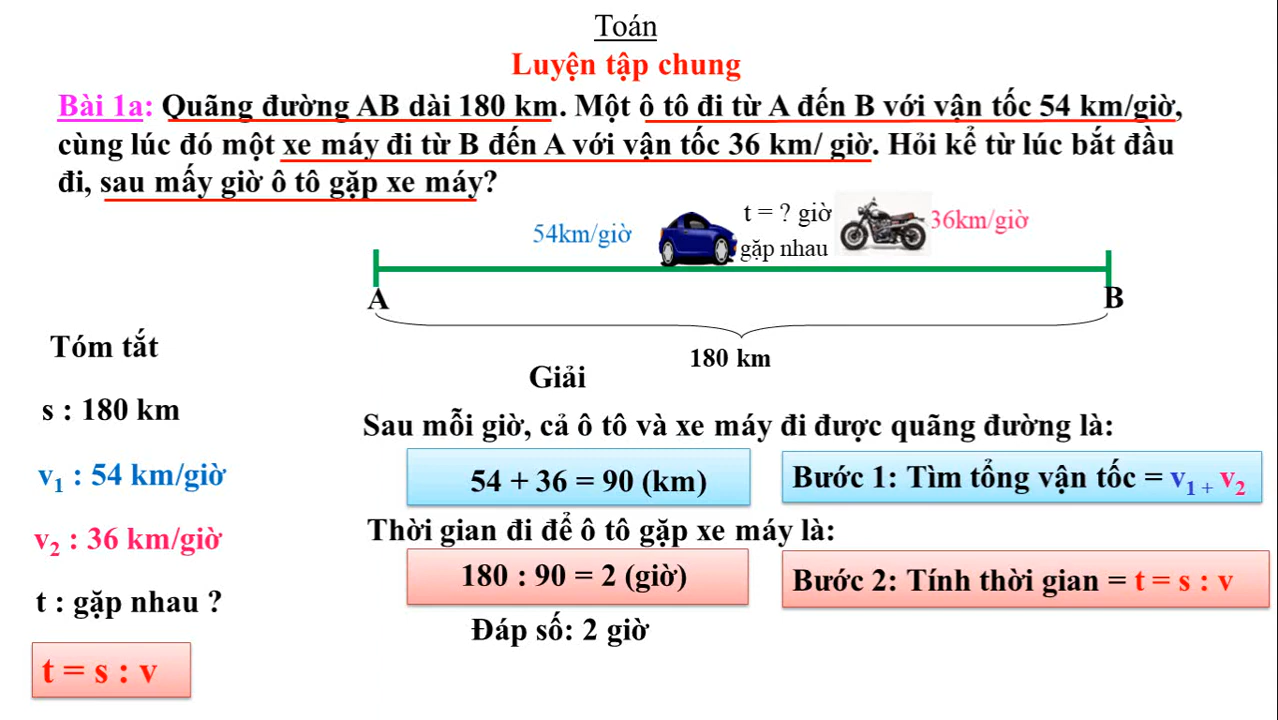 Toán
Luyện tập chung
Bài 1a: Quãng đường AB dài 180 km. Một ô tô đi từ A đến B với vận tốc 54 km/giờ,
cùng lúc đó một xe máy đi từ B đến A với vận tốc 36 km/ giờ. Hỏi kể từ lúc bắt đầu
đi, sau mấy giờ ô tô gặp xe máy?
54km/giờ
t = ? giờ
gặp nhau
36km/giờ
A
B
180 km
Tóm tắt
s : 180 km
v₁ : 54 km/giờ
v₂ : 36 km/giờ
t : gặp nhau ?
t = s : v
Giải
Sau mỗi giờ, cả ô tô và xe máy đi được quãng đường là:
54 + 36 = 90 (km)
Bước 1: Tìm tổng vận tốc = v₁ ₊ v₂
Thời gian đi để ô tô gặp xe máy là:
180 : 90 = 2 (giờ)
Bước 2: Tính thời gian = t = s : v
Đáp số: 2 giờ